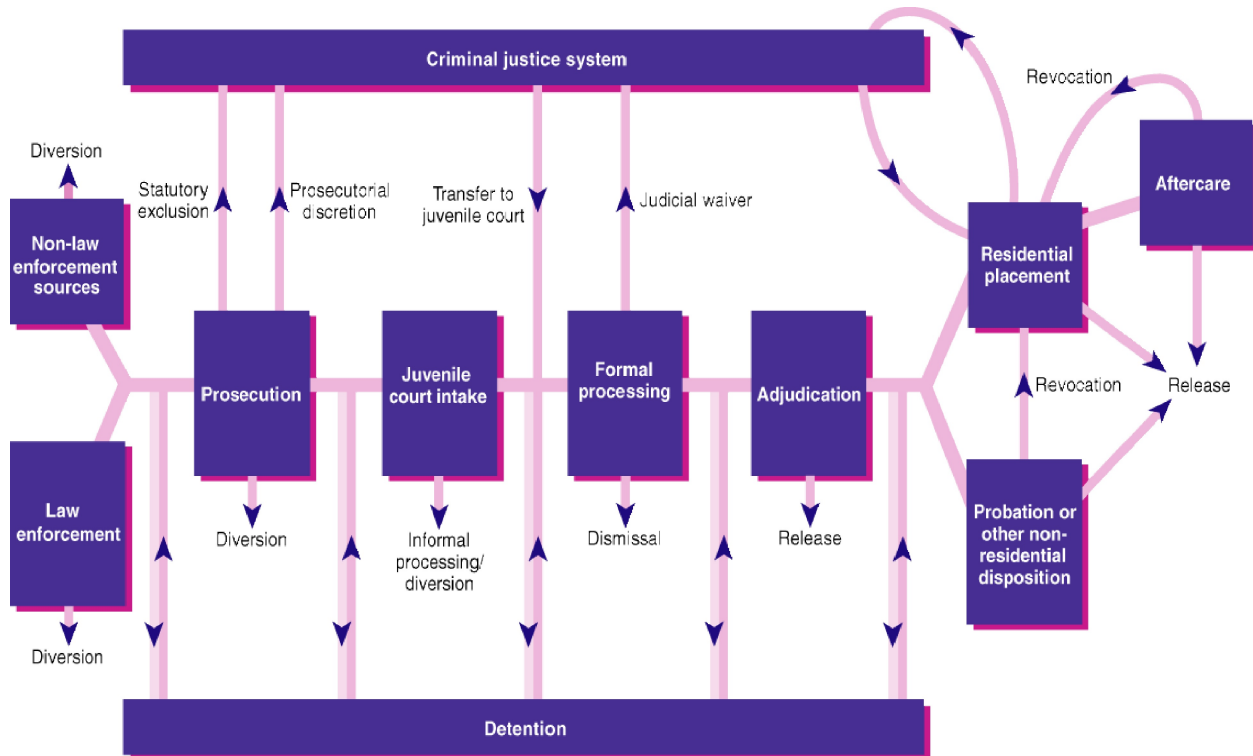 Criminal justice system
Revocation
Diversion
Aftercare
Statutory
exclusion
Prosecutorial
discretion
Transfer to
juvenile court
Judicial waiver
Non-law
enforcement
sources
Residential
placement
Prosecution
Juvenile
court intake
Formal
processing
Adjudication
Revocation
Release
Law
enforcement
Diversion
Informal
processing/
diversion
Dismissal
Release
Probation or
other non-
residential
disposition
Diversion
Detention